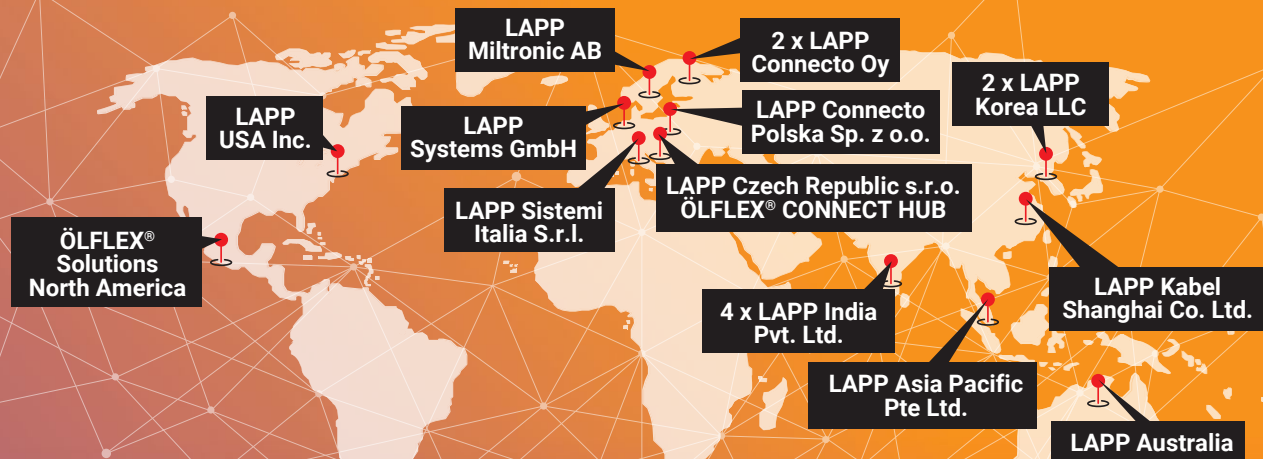 LAPP
Miltronic AB
2 x LAPP
Connecto Oy
2 x LAPP
Korea LLC
LAPP
USA Inc.
LAPP
Systems GmbH
LAPP Connecto
Polska Sp. z o.o.
LAPP Czech Republic s.r.o.
ÖLFLEX® CONNECT HUB
LAPP Sistemi
Italia S.r.l.
ÖLFLEX®
Solutions
North America
4 x LAPP India
Pvt. Ltd.
LAPP Kabel
Shanghai Co. Ltd.
LAPP Asia Pacific
Pte Ltd.
LAPP Australia